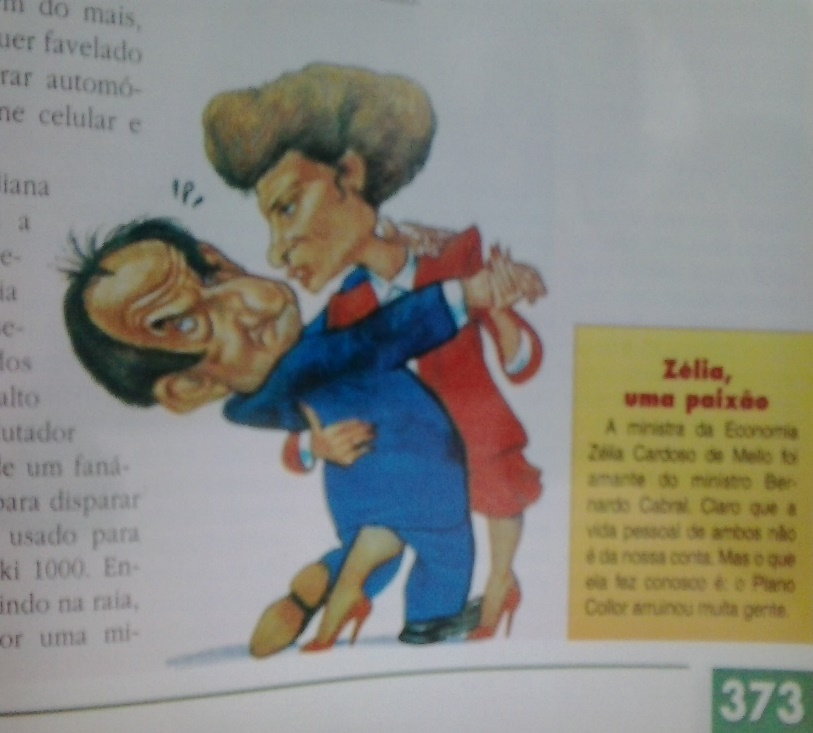 m do mais,
uer favelado
rar automó-
ne celular e
iana
a
e-
ia
e-
dos
alto
utador
de um faná-
para disparar
usado para
ki 1000. En-
indo na raia,
or uma mi-
Zélia,
uma paixão
A ministra da Economia
Zélia Cardoso de Mello foi
amante do ministro Ber-
nardo Cabral. Claro que a
vida pessoal de ambos não
é da nossa conta. Mas o que
ela fez conosco é: o Plano
Collor arruinou muita gente.
373